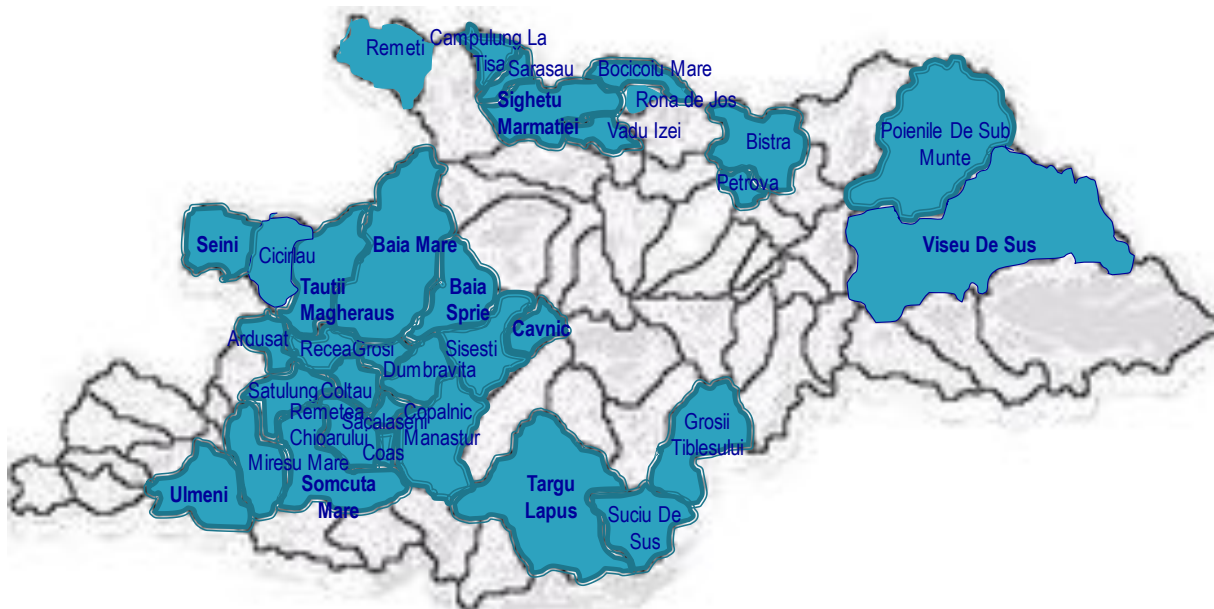 Remeti
Campulung La
Tisa
Sarasau
Bocicoiu Mare
Sighetu
Marmatiei
Rona de Jos
Vadu Izei
Bistra
Petrova
Poienile De Sub
Munte
Viseu De Sus
Seini
Cicirlau
Baia Mare
Tautii
Magheraus
Baia
Sprie
Cavnic
Ardusat
Recea
Grosi
Sisesti
Dumbravita
Satulung
Coltau
Remetea
Chioarului
Sacalaseni
Copalnic
Manastur
Coas
Miresu Mare
Ulmeni
Somcuta
Mare
Targu
Lapus
Grosii
Tiblesului
Suciu De
Sus